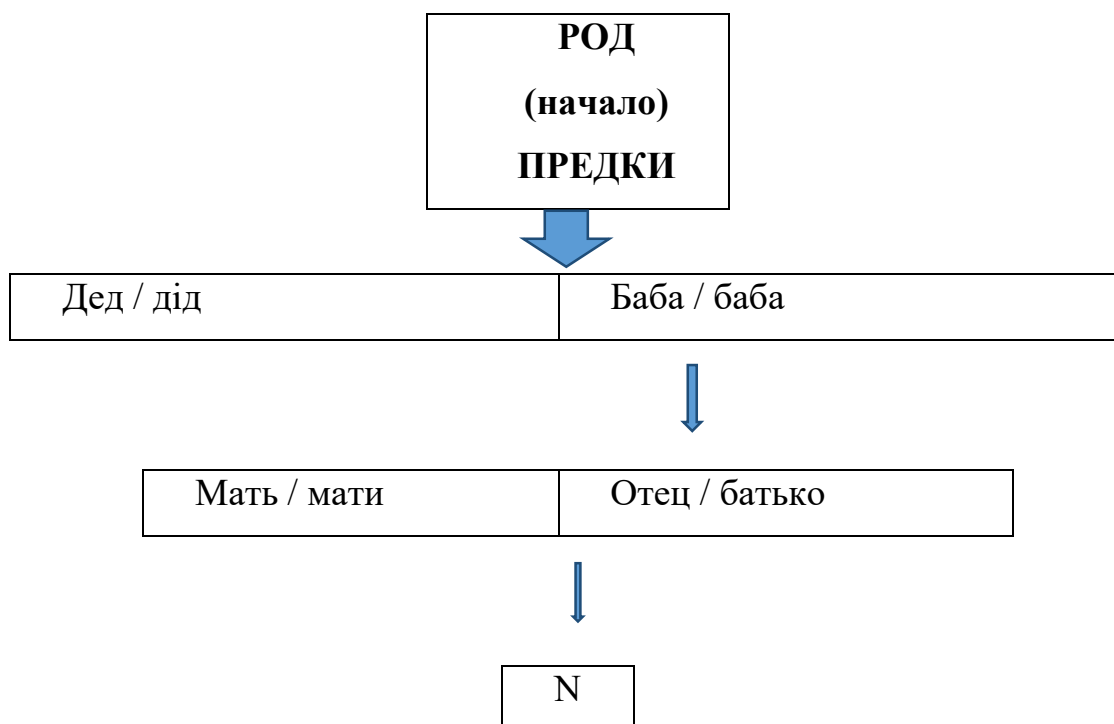 РОД
(начало)
ПРЕДКИ
Дед / дід Баба / баба
Мать / мати Отец / батько
N